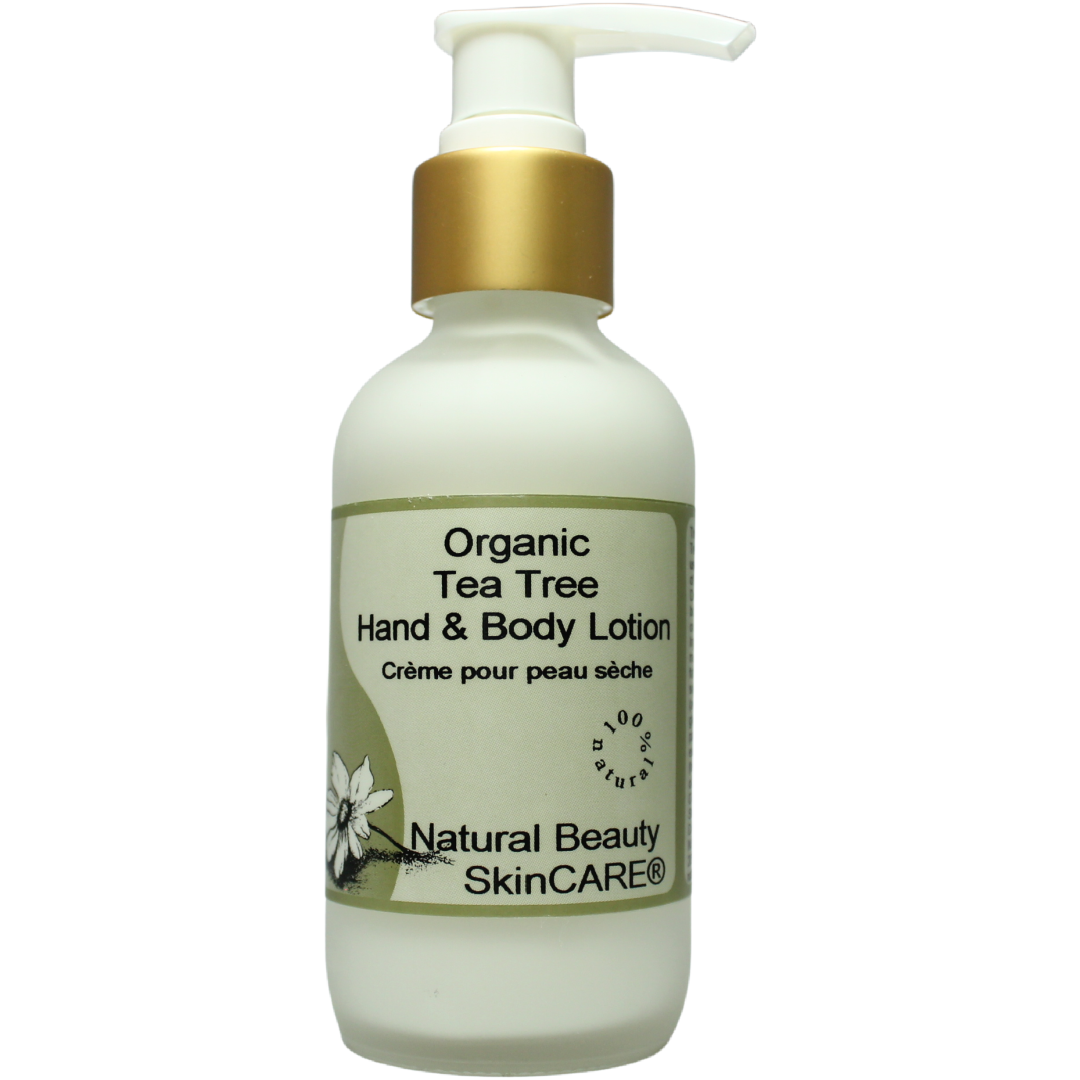 Organic
Tea Tree
Hand & Body Lotion
Crème pour peau sèche
100% natural
Natural Beauty
SkinCARE®